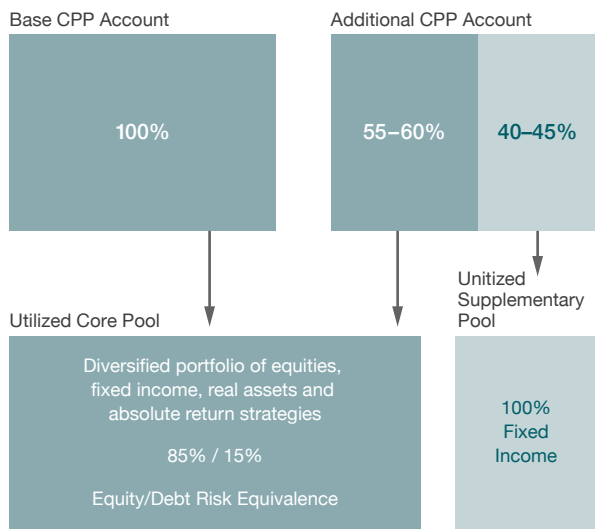 Base CPP Account
Additional CPP Account
100%
55–60%
40–45%
Utilized Core Pool
Unitized
Supplementary
Pool
Diversified portfolio of equities,
fixed income, real assets and
absolute return strategies
85% / 15%
Equity/Debt Risk Equivalence
100%
Fixed
Income